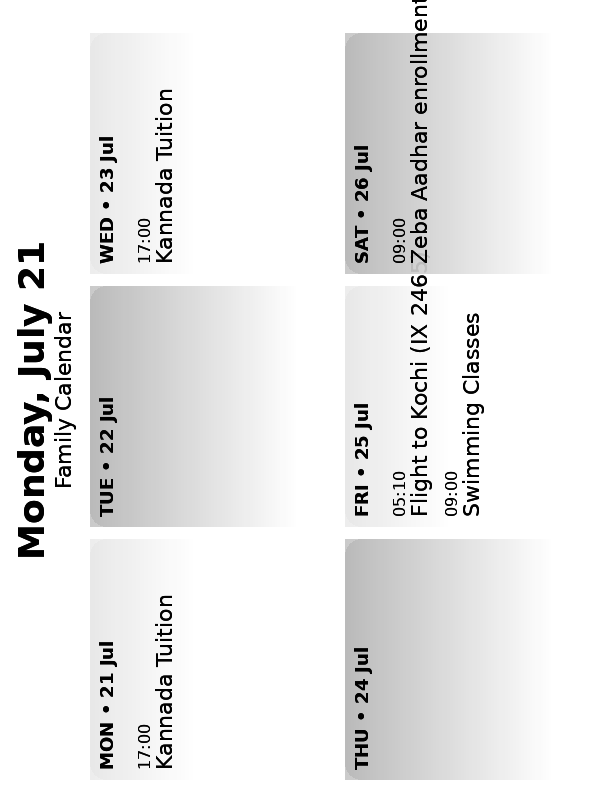 Monday, July 21
Family Calendar
MON • 21 Jul
17:00
Kannada Tuition
TUE • 22 Jul
WED • 23 Jul
17:00
Kannada Tuition
THU • 24 Jul
FRI • 25 Jul
05:10
Flight to Kochi (IX 246
09:00
Swimming Classes
SAT • 26 Jul
09:00
Zeba Aadhar enrollment